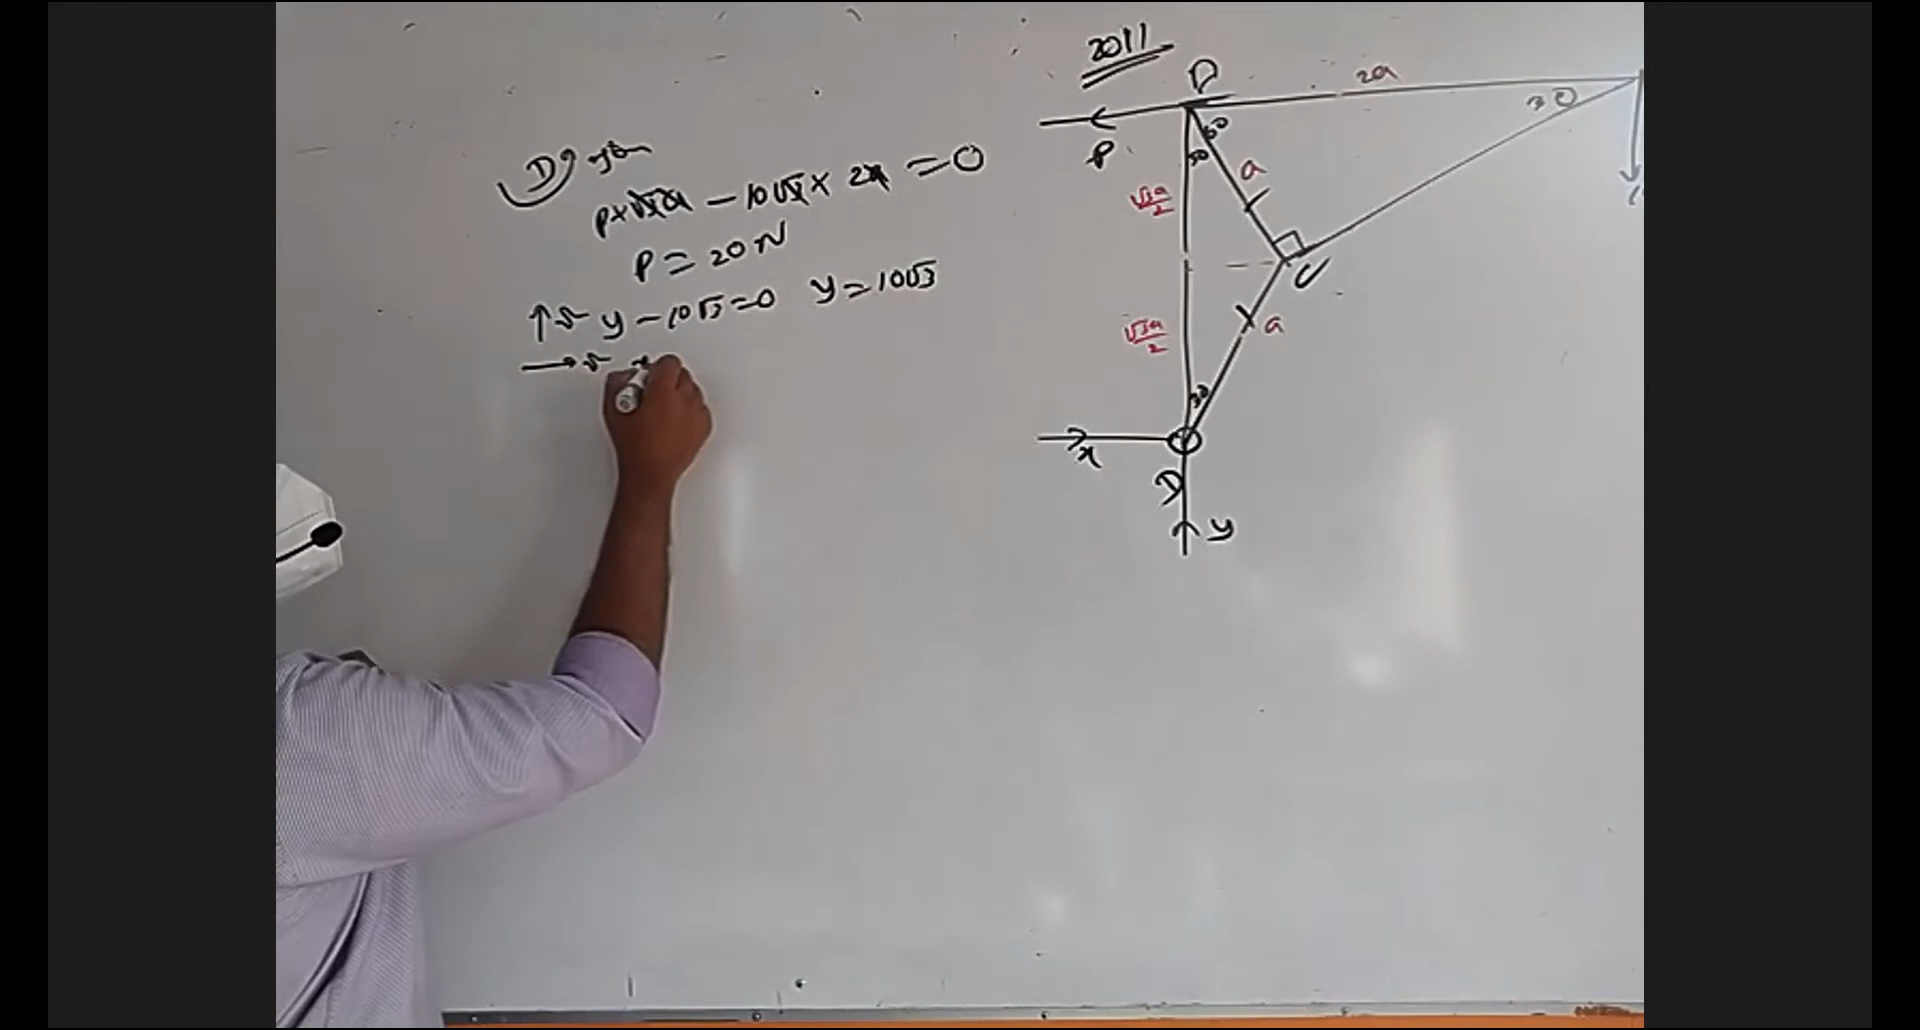 2011
D
P × √3a − 10√3 × 2a = 0
P = 20N
↑ y − 10√3 = 0 y = 10√3
→ x
P
2a
30
60
30
a
√3a/2
C
√3a/2
a
30
x
D
y